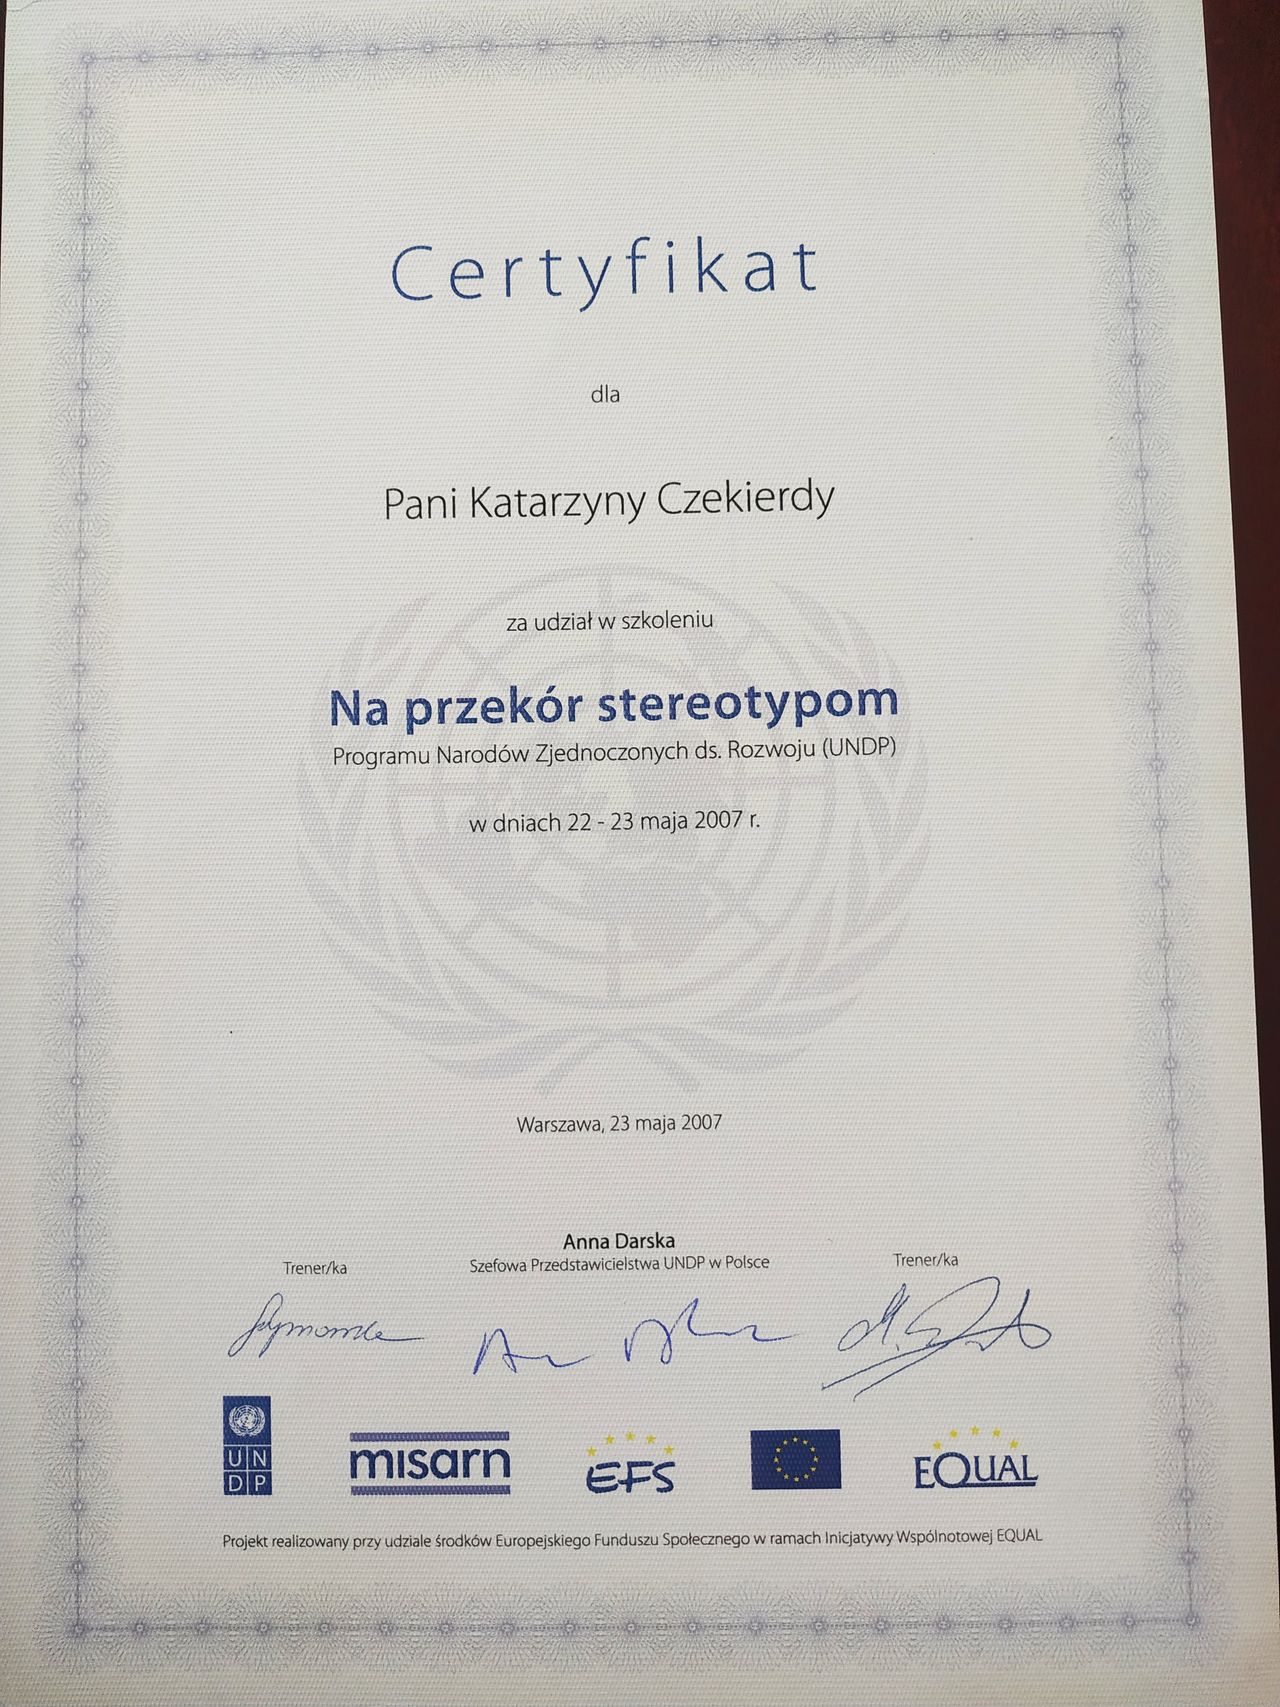 Certyfikat
dla
Pani Katarzyny Czekierdy
za udział w szkoleniu
Na przekór stereotypom
Programu Narodów Zjednoczonych ds. Rozwoju (UNDP)
w dniach 22 - 23 maja 2007 r.
Warszawa, 23 maja 2007
Anna Darska
Szefowa Przedstawicielstwa UNDP w Polsce
Trener/ka
Trener/ka
UN
DP
misarn
EFS
EQUAL
Projekt realizowany przy udziale środków Europejskiego Funduszu Społecznego w ramach Inicjatywy Wspólnotowej EQUAL